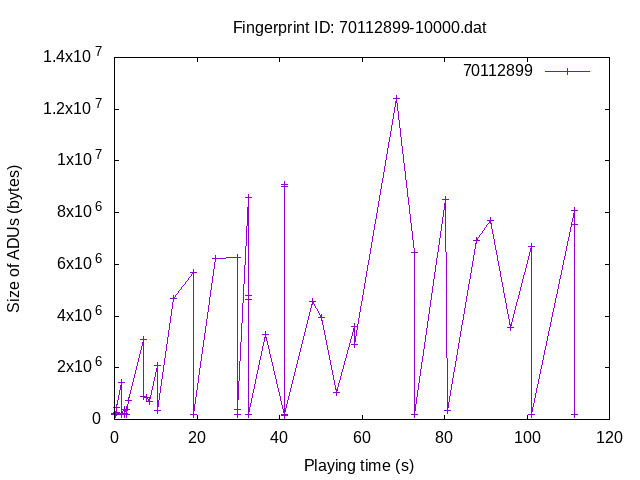 Fingerprint ID: 70112899-10000.dat
70112899
1.4x10^7
1.2x10^7
1x10^7
8x10^6
6x10^6
4x10^6
2x10^6
0
Size of ADUs (bytes)
0 20 40 60 80 100 120
Playing time (s)